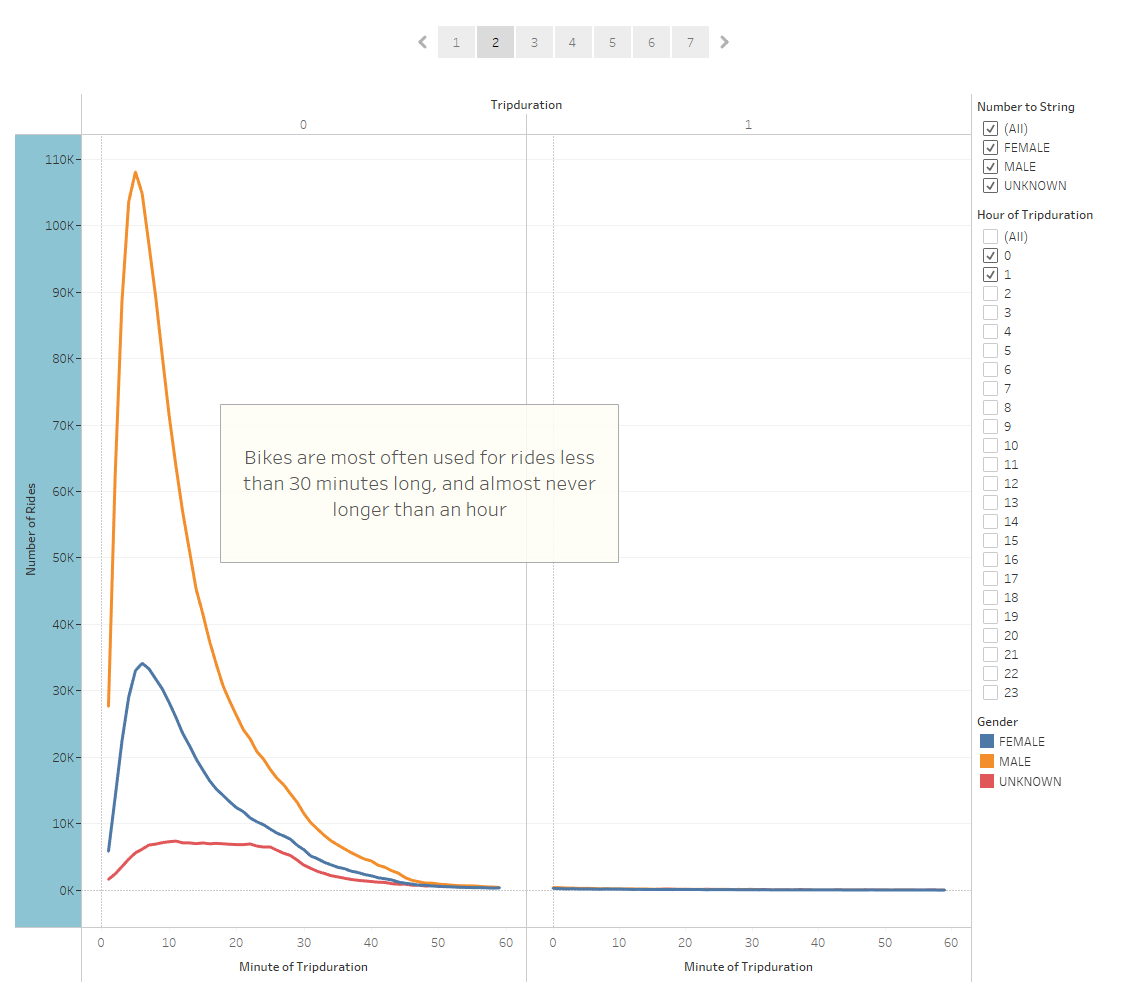 1 2 3 4 5 6 7
Tripduration
0 1
110K
100K
90K
80K
70K
60K
50K
40K
30K
20K
10K
0K
Number of Rides
Bikes are most often used for rides less
than 30 minutes long, and almost never
longer than an hour
0 10 20 30 40 50 60
0 10 20 30 40 50 60
Minute of Tripduration
Minute of Tripduration
Number to String
(All)
FEMALE
MALE
UNKNOWN
Hour of Tripduration
(All)
0
1
2
3
4
5
6
7
8
9
10
11
12
13
14
15
16
17
18
19
20
21
22
23
Gender
FEMALE
MALE
UNKNOWN